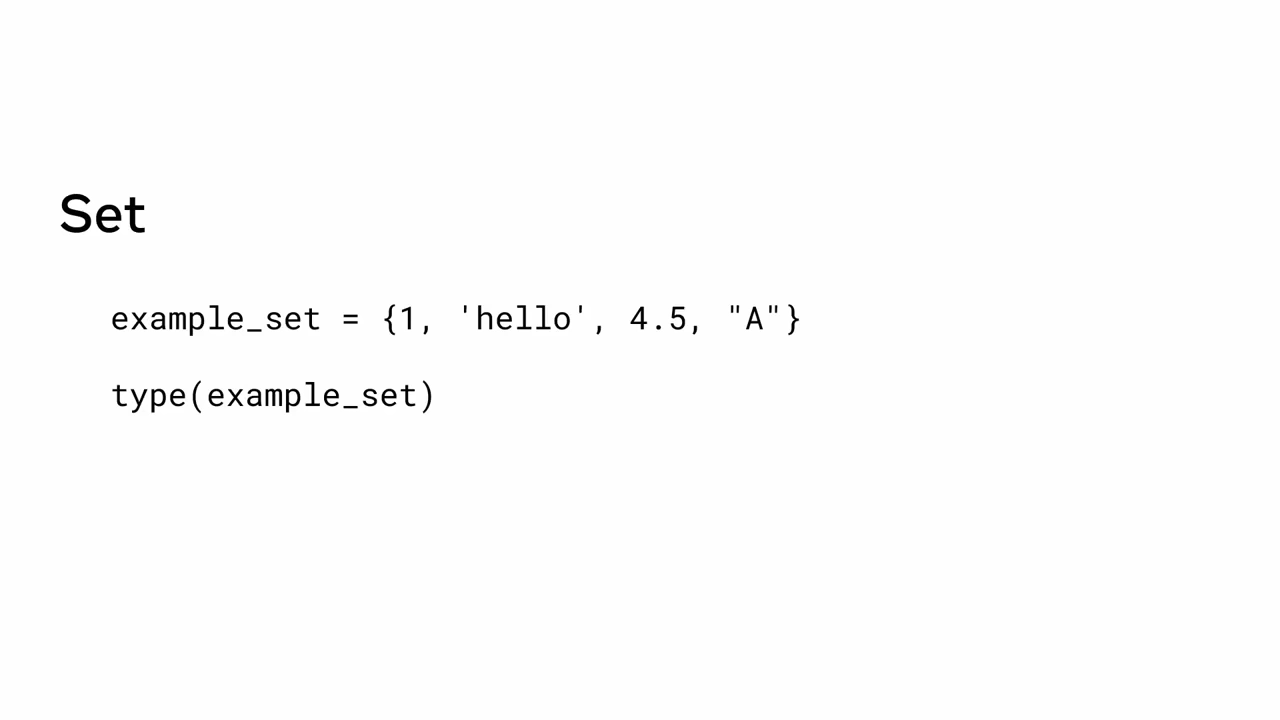 Set
example_set = {1, 'hello', 4.5, "A"}
type(example_set)